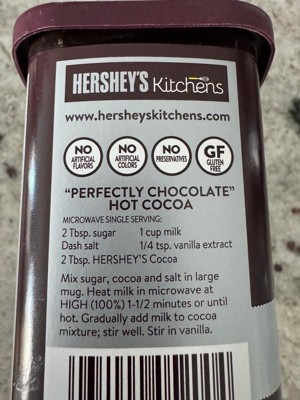 HERSHEY'S Kitchens
www.hersheyskitchens.com
NO ARTIFICIAL FLAVORS
NO ARTIFICIAL COLORS
NO PRESERVATIVES
GF GLUTEN FREE
"PERFECTLY CHOCOLATE"
HOT COCOA
MICROWAVE SINGLE SERVING:
2 Tbsp. sugar 1 cup milk
Dash salt 1/4 tsp. vanilla extract
2 Tbsp. HERSHEY'S Cocoa
Mix sugar, cocoa and salt in large
mug. Heat milk in microwave at
HIGH (100%) 1-1/2 minutes or until
hot. Gradually add milk to cocoa
mixture; stir well. Stir in vanilla.